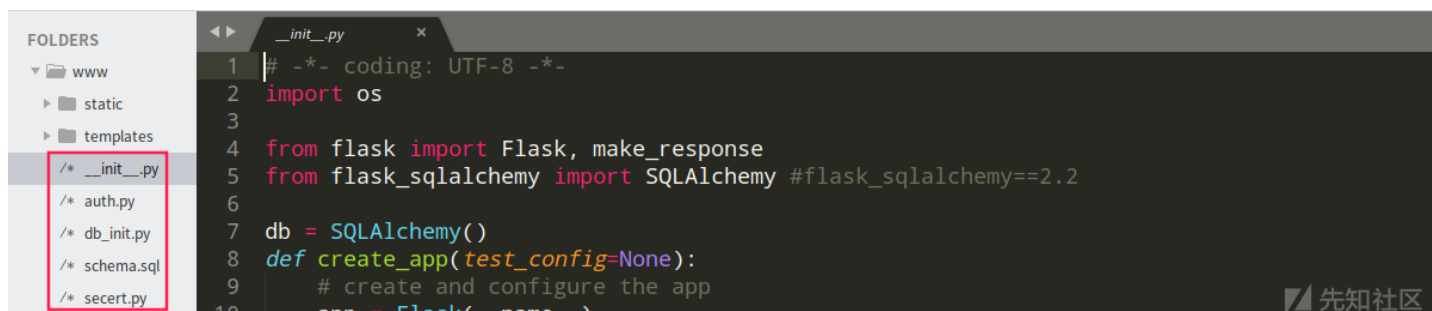 FOLDERS
www
static
templates
/* __init__.py
/* auth.py
/* db_init.py
/* schema.sql
/* secert.py
__init__.py ×
1 # -*- coding: UTF-8 -*-
2 import os
3
4 from flask import Flask, make_response
5 from flask_sqlalchemy import SQLAlchemy #flask_sqlalchemy==2.2
6
7 db = SQLAlchemy()
8 def create_app(test_config=None):
9 # create and configure the app
先知社区